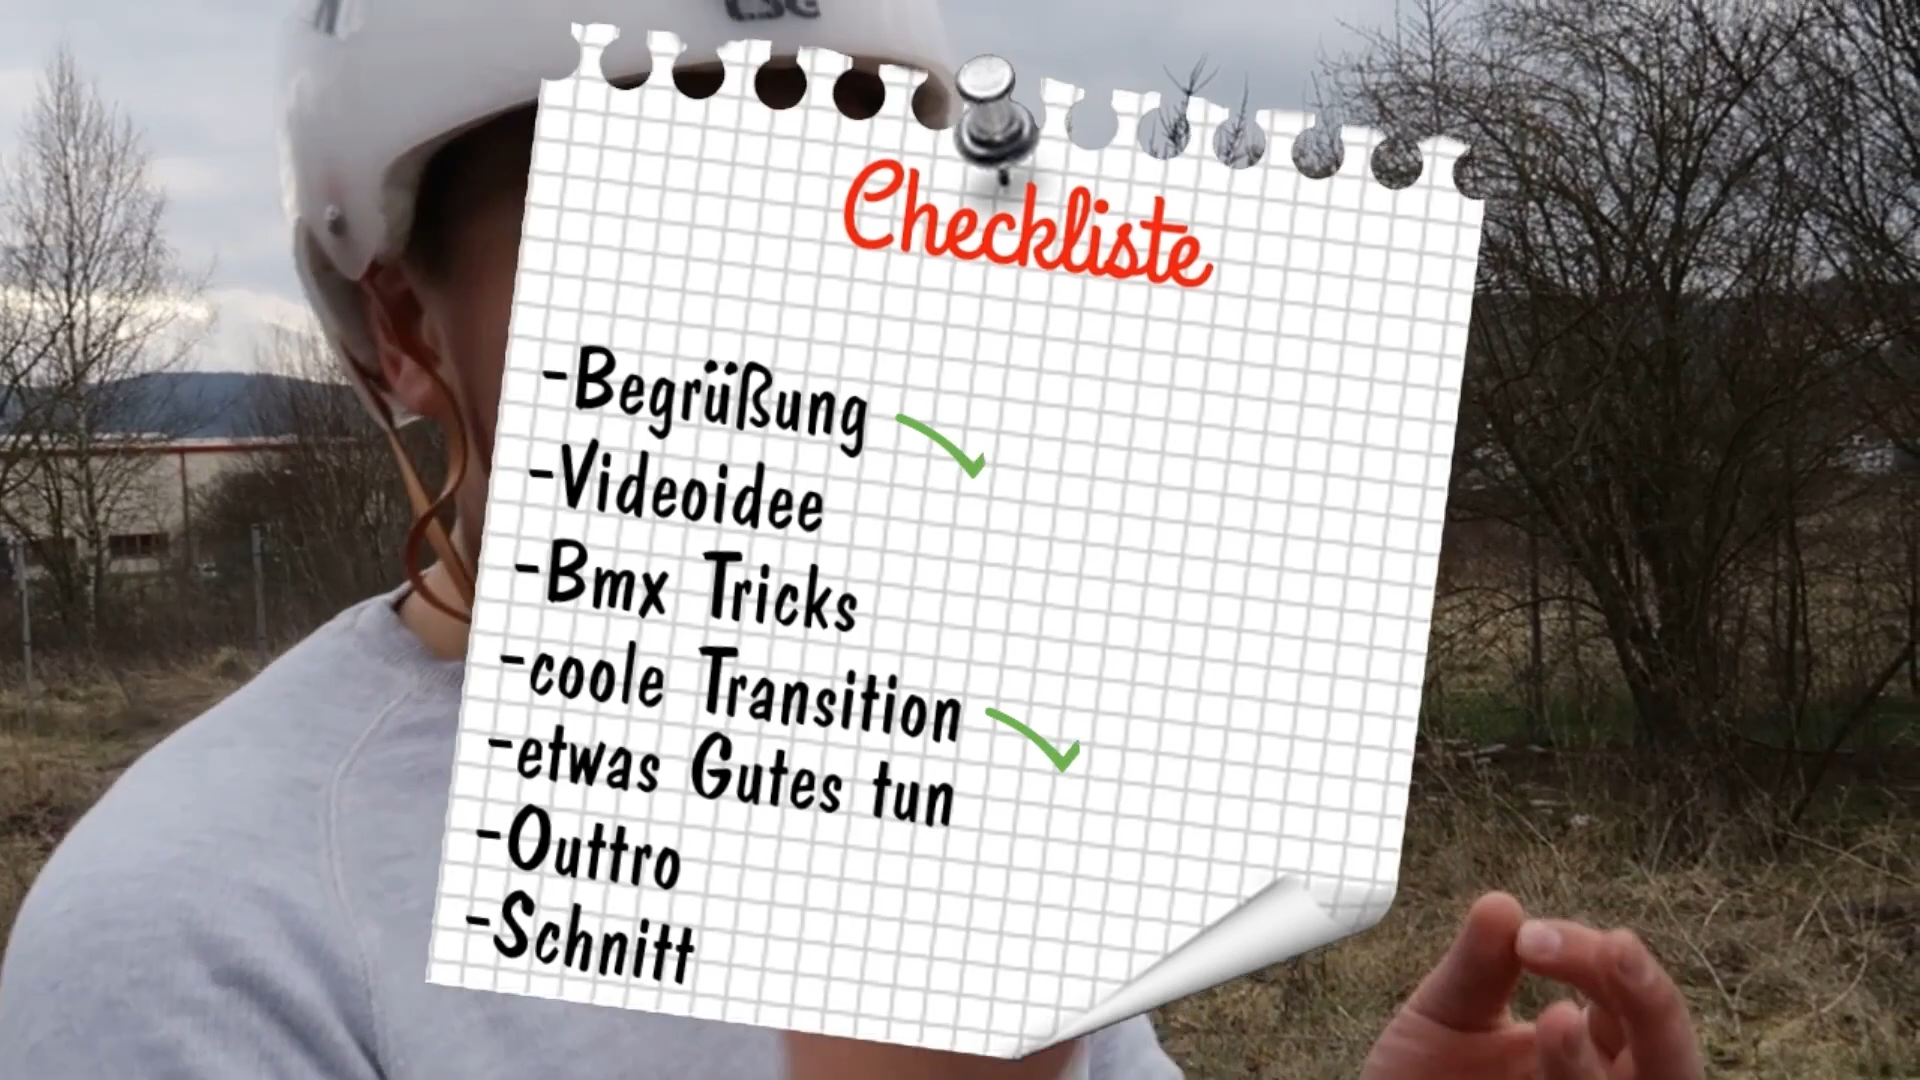 Checkliste
-Begrüßung
-Videoidee
-Bmx Tricks
-coole Transition
-etwas Gutes tun
-Outtro
-Schnitt